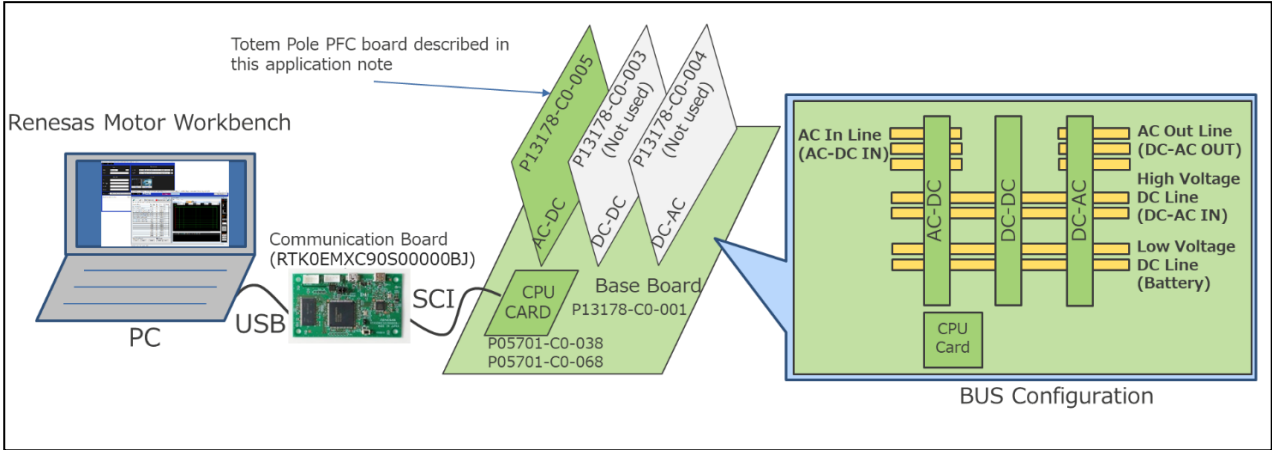 Totem Pole PFC board described in
this application note
Renesas Motor Workbench
PC
USB
Communication Board
(RTK0EMXC90S00000BJ)
SCI
P13178-C0-005
AC-DC
P13178-C0-003
(Not used)
DC-DC
P13178-C0-004
(Not used)
DC-AC
CPU
CARD
Base Board
P13178-C0-001
P05701-C0-038
P05701-C0-068
AC In Line
(AC-DC IN)
AC-DC
DC-DC
DC-AC
AC Out Line
(DC-AC OUT)
High Voltage
DC Line
(DC-AC IN)
Low Voltage
DC Line
(Battery)
CPU
Card
BUS Configuration